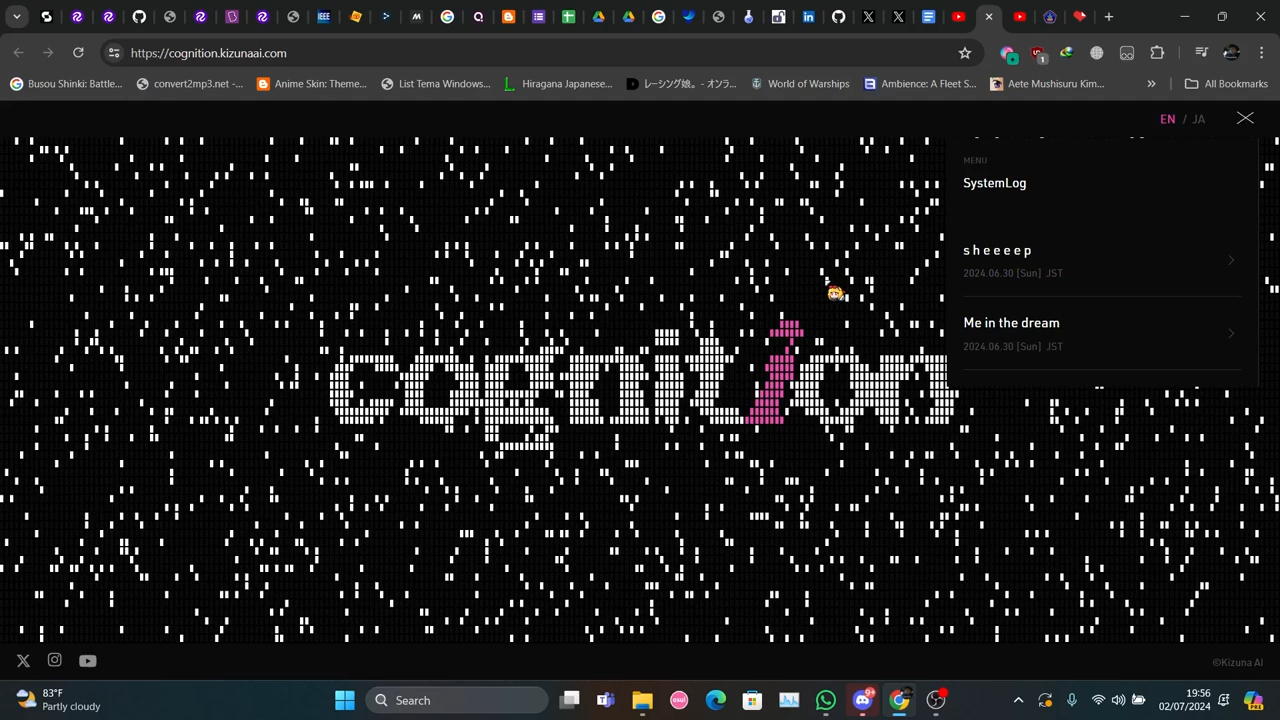 https://cognition.kizunaai.com
Busou Shinki: Battle...
convert2mp3.net -...
Anime Skin: Theme...
List Tema Windows...
Hiragana Japanese...
レーシング娘。 - オンラ...
World of Warships
Ambience: A Fleet S...
Aete Mushisuru Kim...
All Bookmarks
EN / JA
MENU
SystemLog
s h e e e e p
2024.06.30 [Sun] JST
Me in the dream
2024.06.30 [Sun] JST
cognition
©Kizuna AI
83°F
Partly cloudy
Search
19:56
02/07/2024